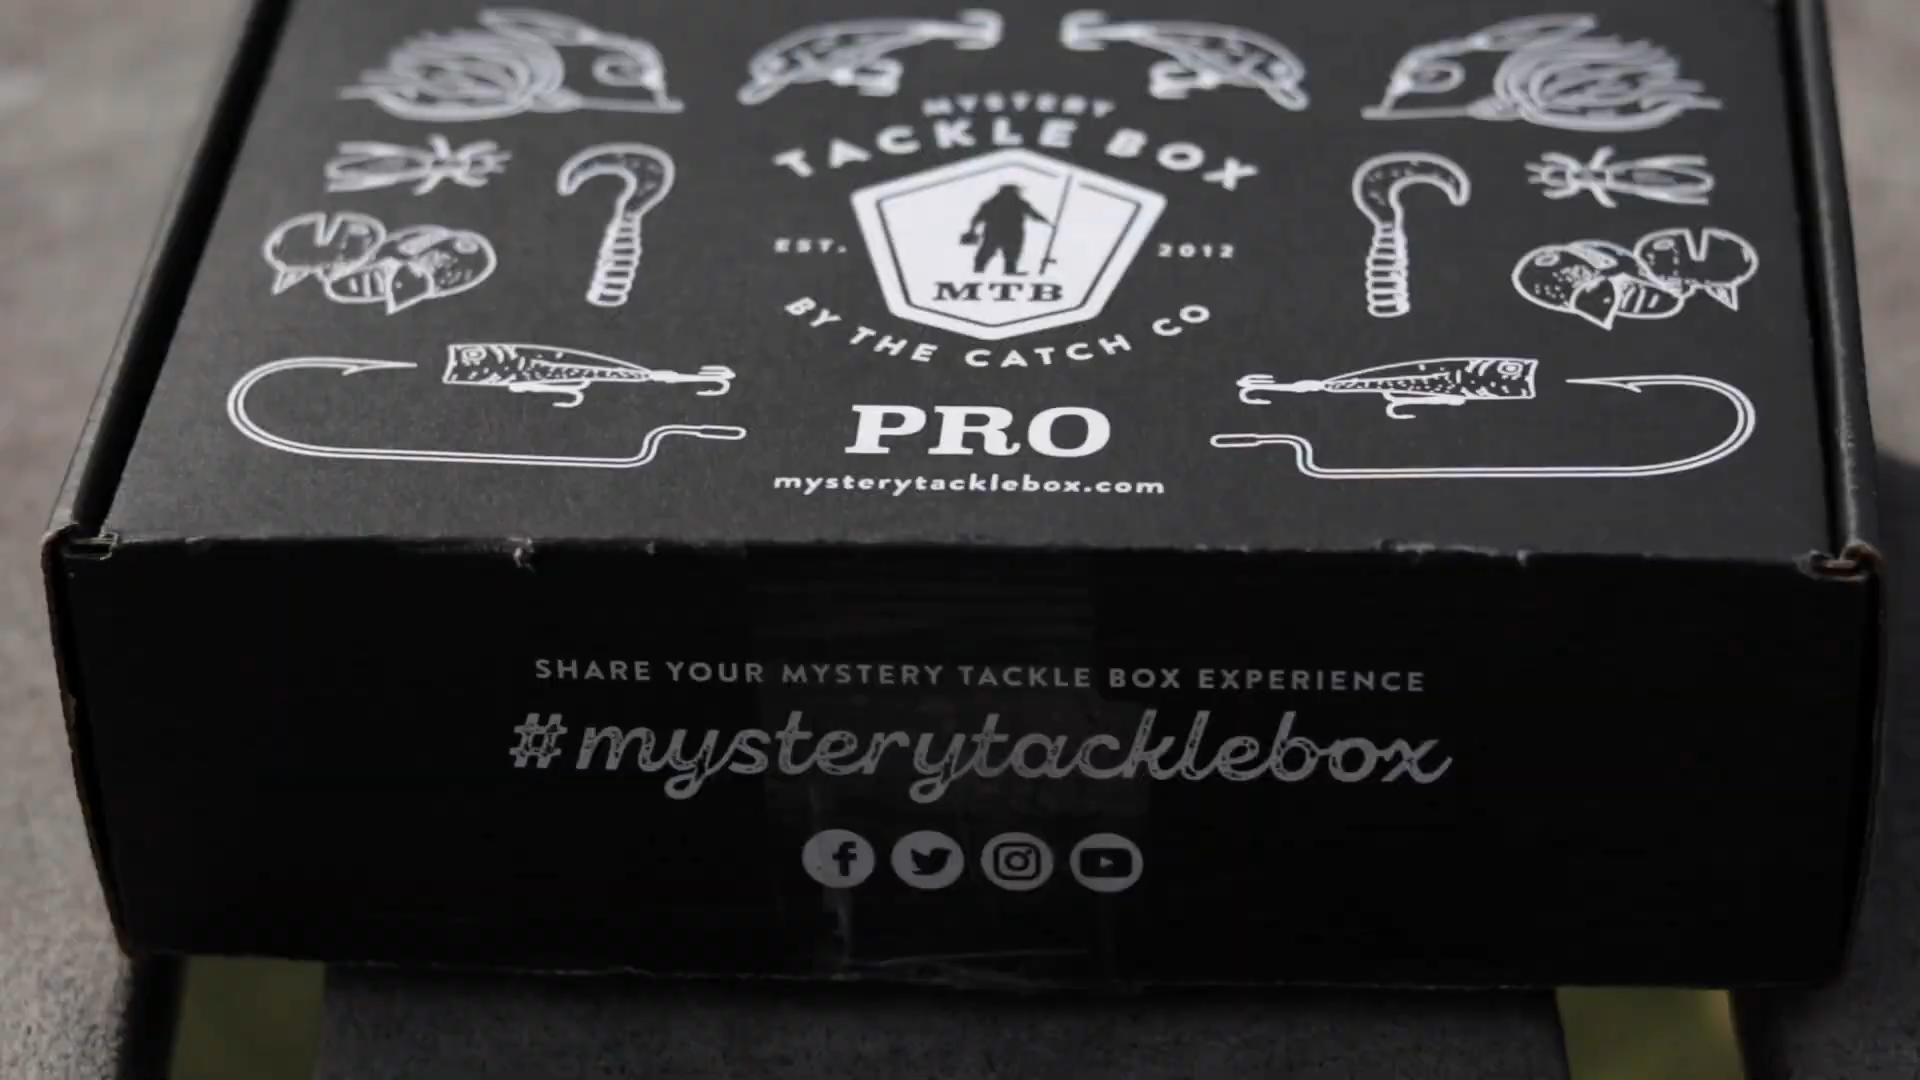 MYSTERY
TACKLE BOX
EST. 2012
MTB
BY THE CATCH CO
PRO
mysterytacklebox.com
SHARE YOUR MYSTERY TACKLE BOX EXPERIENCE
#mysterytacklebox